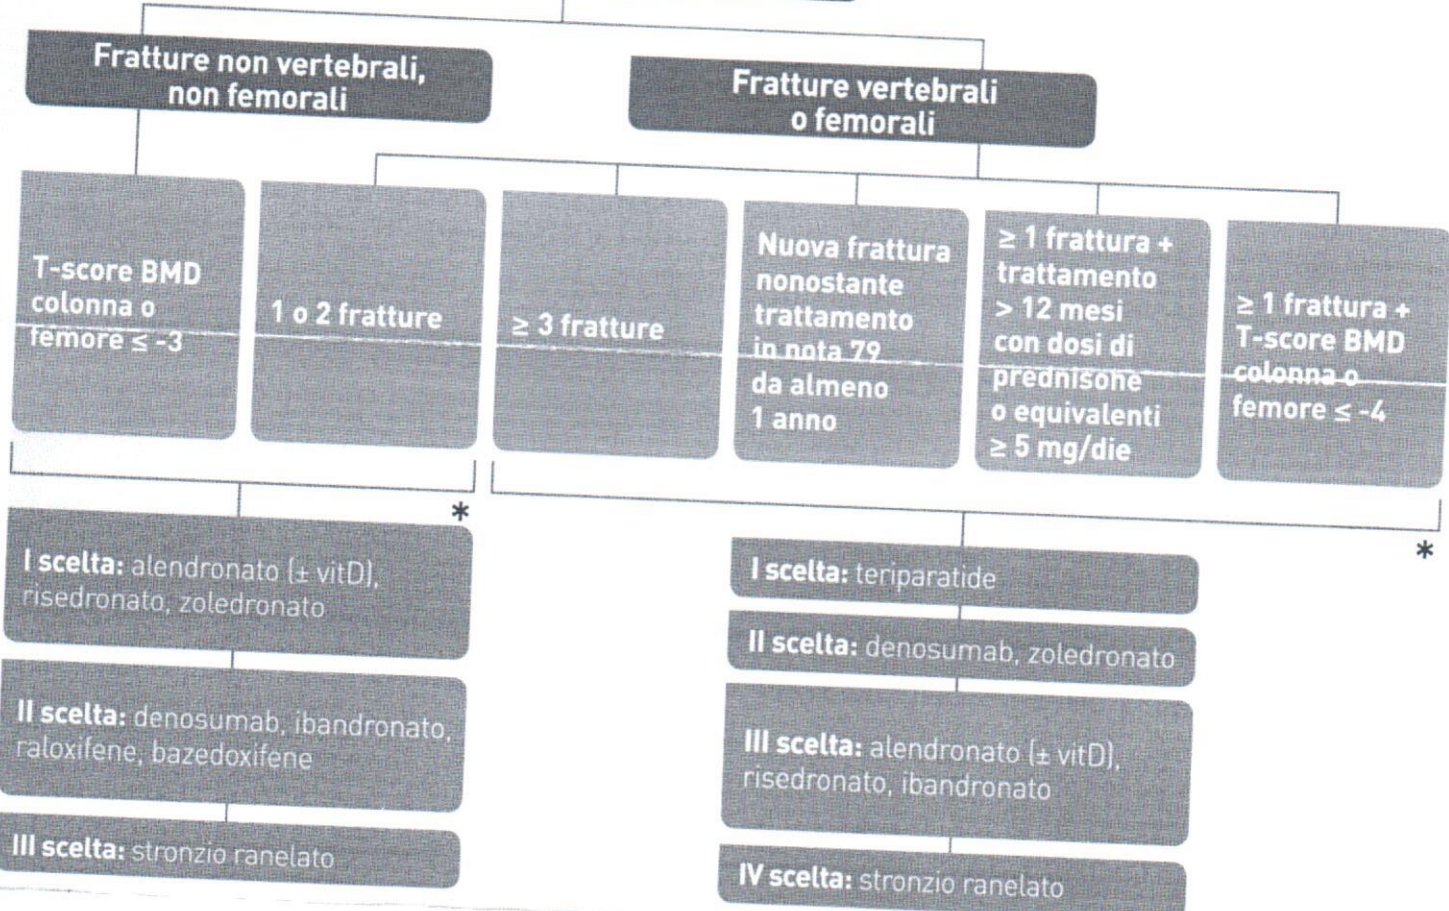 Fratture non vertebrali,
non femorali
Fratture vertebrali
o femorali
T-score BMD
colonna o
femore ≤ -3
1 o 2 fratture
≥ 3 fratture
Nuova frattura
nonostante
trattamento
in nota 79
da almeno
1 anno
≥ 1 frattura +
trattamento
> 12 mesi
con dosi di
prednisone
o equivalenti
≥ 5 mg/die
≥ 1 frattura +
T-score BMD
colonna o
femore ≤ -4
*
*
I scelta: alendronato (± vitD),
risedronato, zoledronato
II scelta: denosumab, ibandronato,
raloxifene, bazedoxifene
III scelta: stronzio ranelato
I scelta: teriparatide
II scelta: denosumab, zoledronato
III scelta: alendronato (± vitD),
risedronato, ibandronato
IV scelta: stronzio ranelato